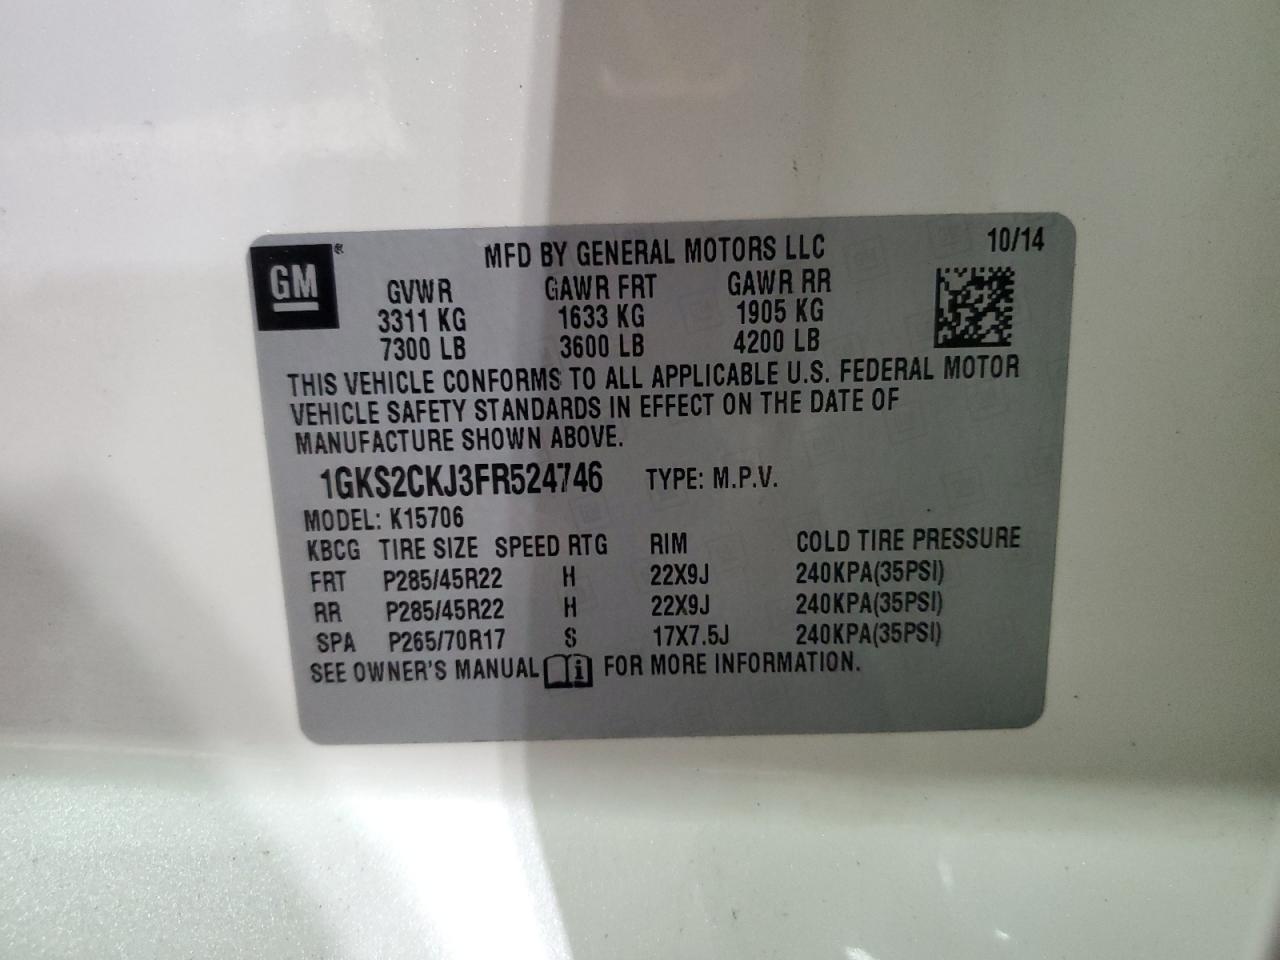 GM® MFD BY GENERAL MOTORS LLC 10/14
GVWR GAWR FRT GAWR RR
3311 KG 1633 KG 1905 KG
7300 LB 3600 LB 4200 LB
THIS VEHICLE CONFORMS TO ALL APPLICABLE U.S. FEDERAL MOTOR
VEHICLE SAFETY STANDARDS IN EFFECT ON THE DATE OF
MANUFACTURE SHOWN ABOVE.
1GKS2CKJ3FR524746 TYPE: M.P.V.
MODEL: K15706
KBCG TIRE SIZE SPEED RTG RIM COLD TIRE PRESSURE
FRT P285/45R22 H 22X9J 240KPA(35PSI)
RR P285/45R22 H 22X9J 240KPA(35PSI)
SPA P265/70R17 S 17X7.5J 240KPA(35PSI)
SEE OWNER'S MANUAL i FOR MORE INFORMATION.